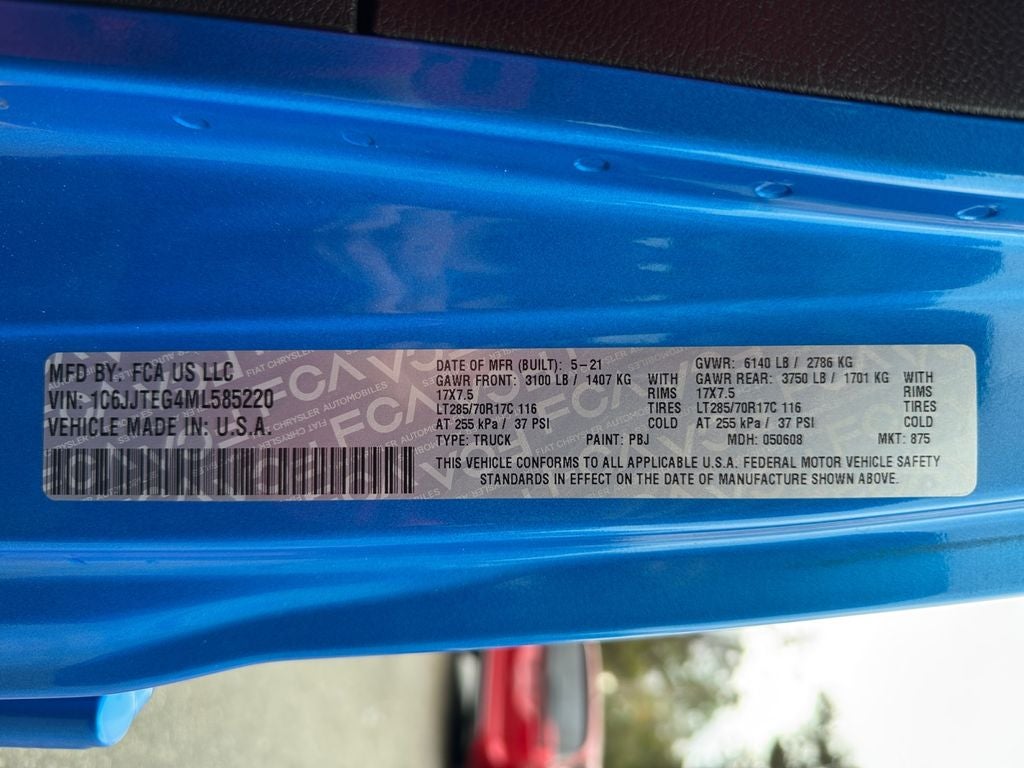 MFD BY: FCA US LLC
VIN: 1C6JJTEG4ML585220
VEHICLE MADE IN: U.S.A.
DATE OF MFR (BUILT): 5-21 GVWR: 6140 LB / 2786 KG
GAWR FRONT: 3100 LB / 1407 KG WITH GAWR REAR: 3750 LB / 1701 KG WITH
17X7.5 RIMS 17X7.5 RIMS
LT285/70R17C 116 TIRES LT285/70R17C 116 TIRES
AT 255 kPa / 37 PSI COLD AT 255 kPa / 37 PSI COLD
TYPE: TRUCK PAINT: PBJ MDH: 050608 MKT: 875
THIS VEHICLE CONFORMS TO ALL APPLICABLE U.S.A. FEDERAL MOTOR VEHICLE SAFETY
STANDARDS IN EFFECT ON THE DATE OF MANUFACTURE SHOWN ABOVE.